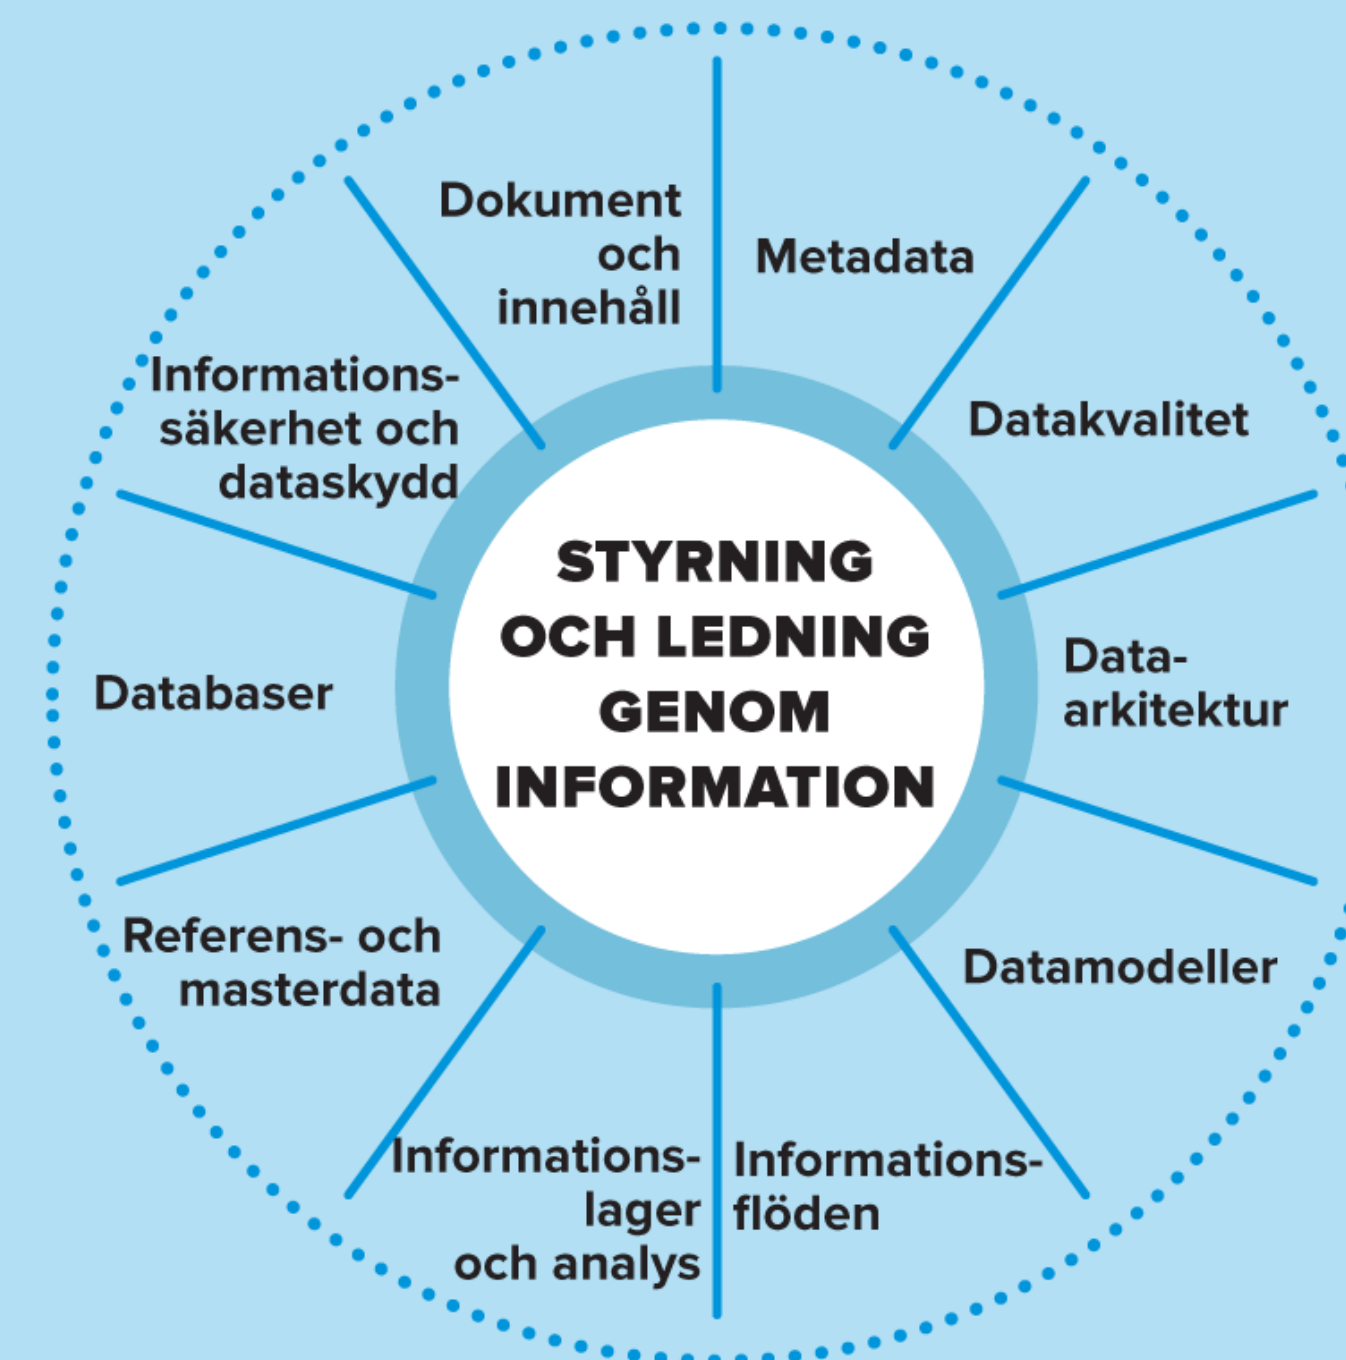 Dokument
och
innehåll
Metadata
Datakvalitet
Data-
arkitektur
Datamodeller
Informations-
flöden
Informations-
lager
och analys
Referens- och
masterdata
Databaser
Informations-
säkerhet och
dataskydd
STYRNING
OCH LEDNING
GENOM
INFORMATION